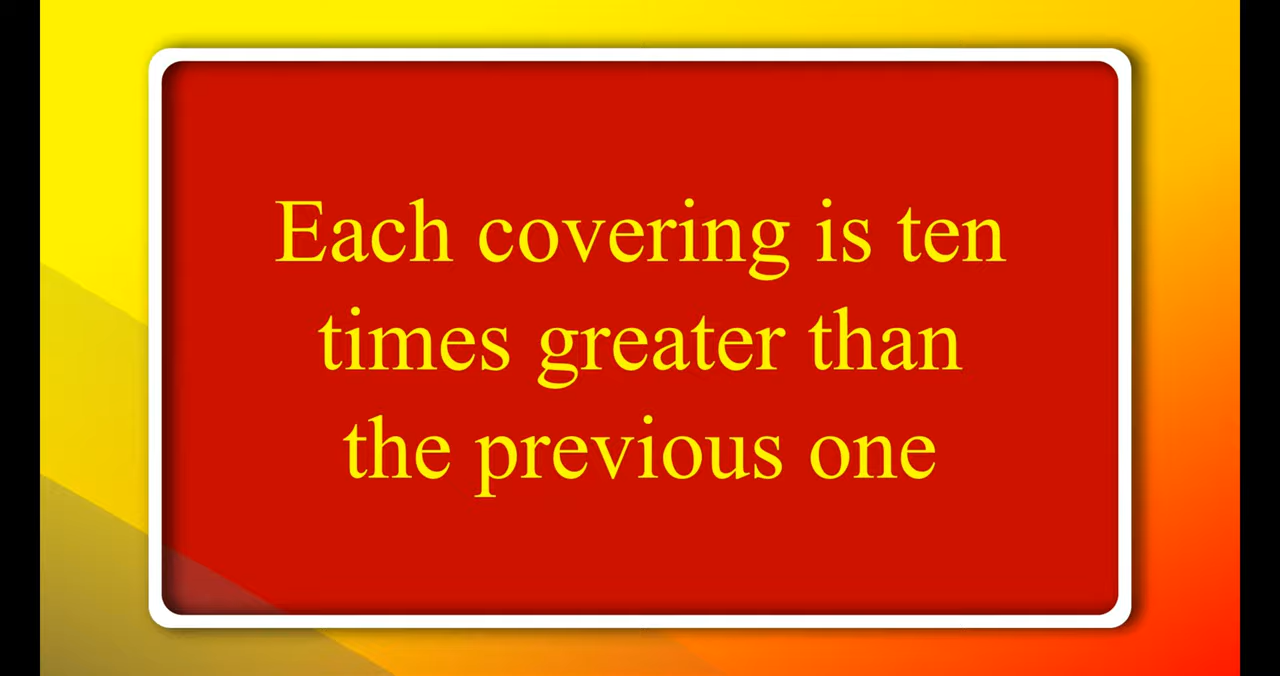 Each covering is ten
times greater than
the previous one